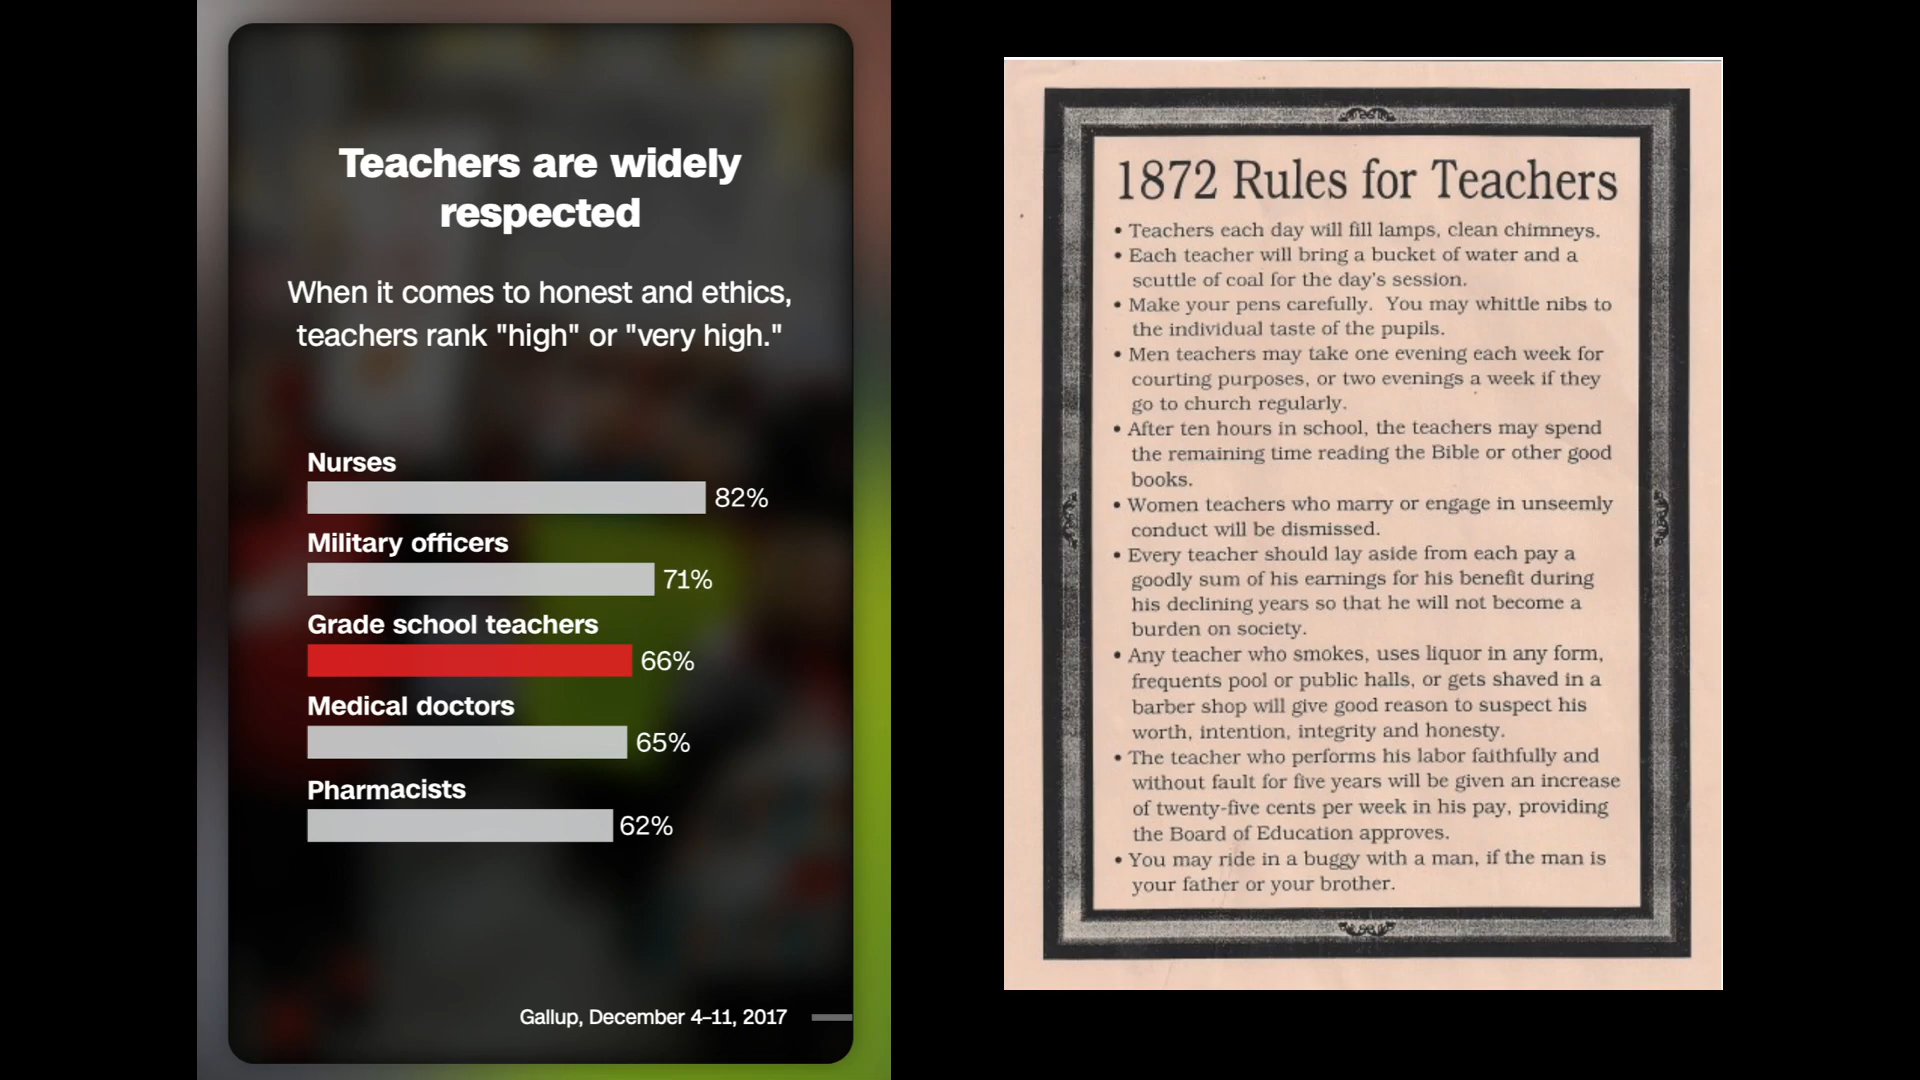 Teachers are widely
respected
When it comes to honest and ethics,
teachers rank "high" or "very high."
Nurses
82%
Military officers
71%
Grade school teachers
66%
Medical doctors
65%
Pharmacists
62%
Gallup, December 4–11, 2017
1872 Rules for Teachers
• Teachers each day will fill lamps, clean chimneys.
• Each teacher will bring a bucket of water and a
scuttle of coal for the day's session.
• Make your pens carefully. You may whittle nibs to
the individual taste of the pupils.
• Men teachers may take one evening each week for
courting purposes, or two evenings a week if they
go to church regularly.
• After ten hours in school, the teachers may spend
the remaining time reading the Bible or other good
books.
• Women teachers who marry or engage in unseemly
conduct will be dismissed.
• Every teacher should lay aside from each pay a
goodly sum of his earnings for his benefit during
his declining years so that he will not become a
burden on society.
• Any teacher who smokes, uses liquor in any form,
frequents pool or public halls, or gets shaved in a
barber shop will give good reason to suspect his
worth, intention, integrity and honesty.
• The teacher who performs his labor faithfully and
without fault for five years will be given an increase
of twenty-five cents per week in his pay, providing
the Board of Education approves.
• You may ride in a buggy with a man, if the man is
your father or your brother.